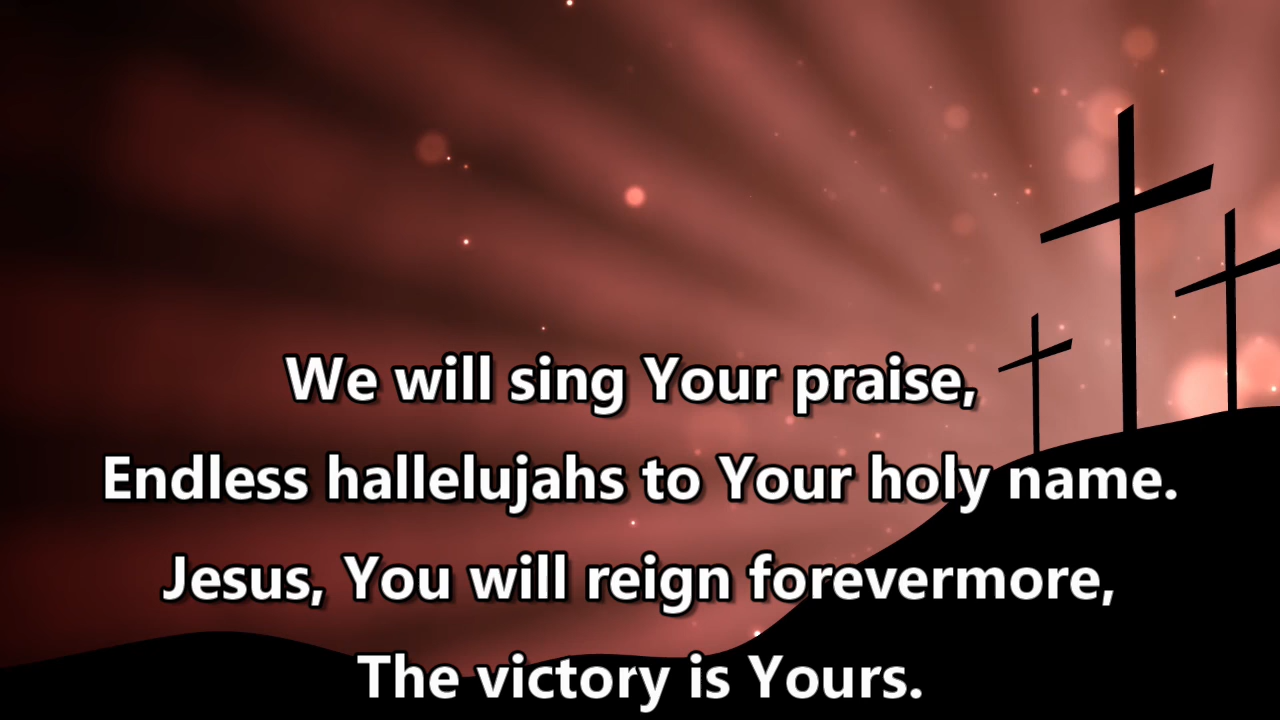 We will sing Your praise,
Endless hallelujahs to Your holy name.
Jesus, You will reign forevermore,
The victory is Yours.